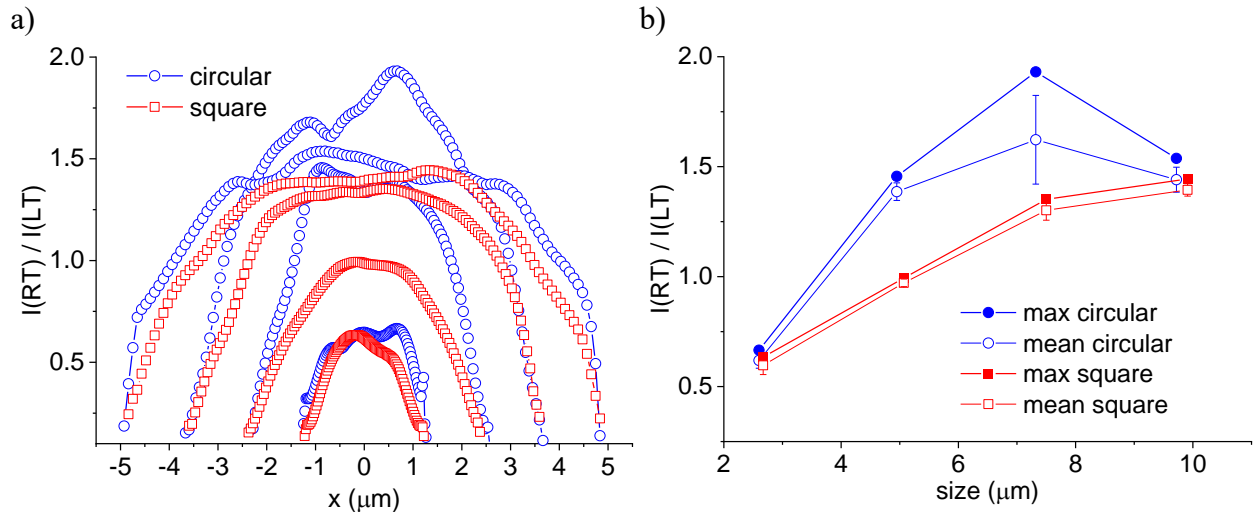 a)
2.0
1.5
1.0
0.5
I(RT) / I(LT)
circular
square
-5 -4 -3 -2 -1 0 1 2 3 4 5
x (μm)
b)
2.0
1.5
1.0
0.5
I(RT) / I(LT)
max circular
mean circular
max square
mean square
2 4 6 8 10
size (μm)